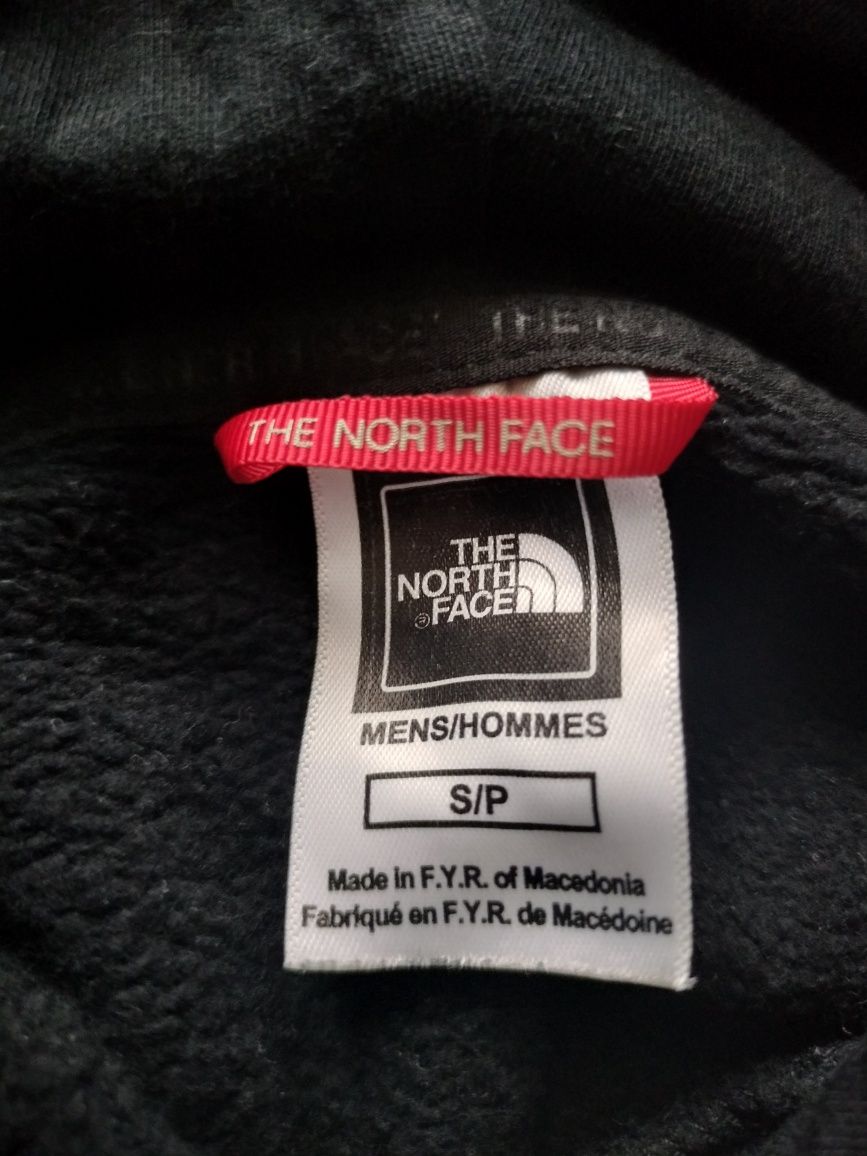 THE NORTH FACE
THE
NORTH
FACE
MENS/HOMMES
S/P
Made in F.Y.R. of Macedonia
Fabriqué en F.Y.R. de Macédoine